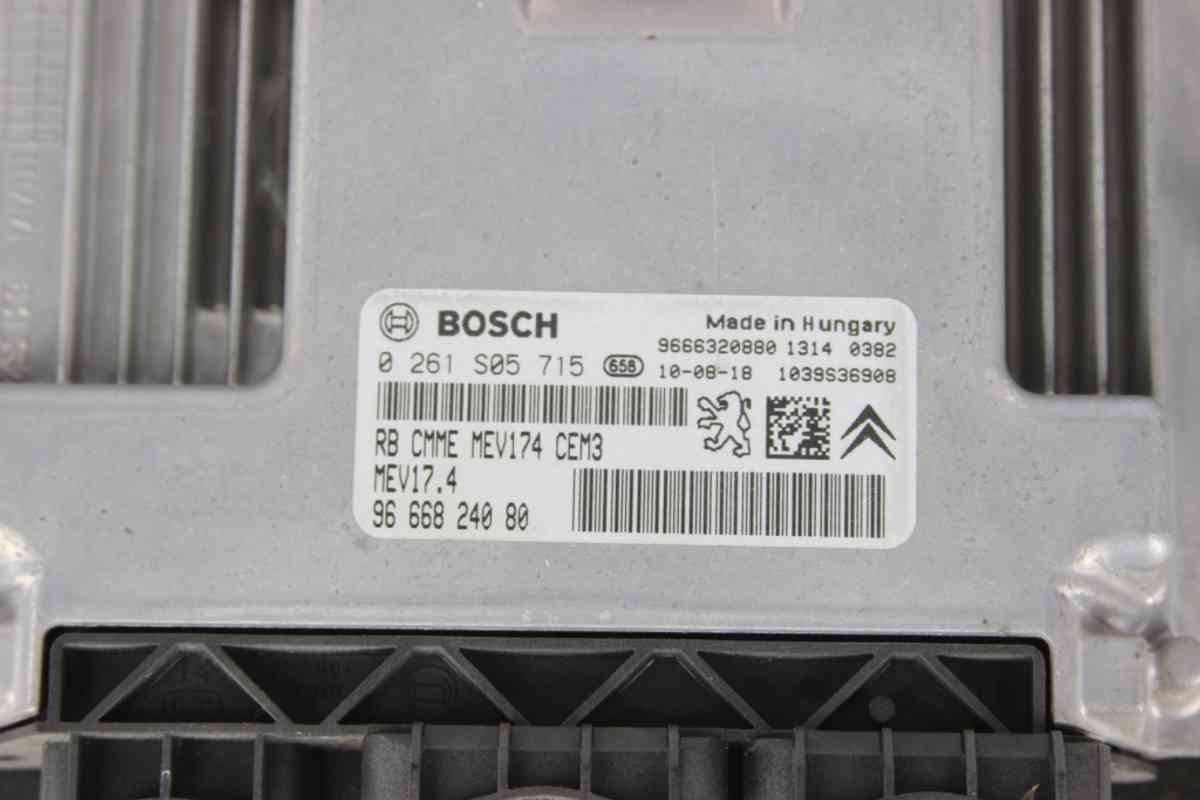 BOSCH
Made in Hungary
0 261 S05 715 658
9666320880 1314 0382
10-08-18 1039S36908
RB CMME MEV174 CEM3
MEV17.4
96 668 240 80